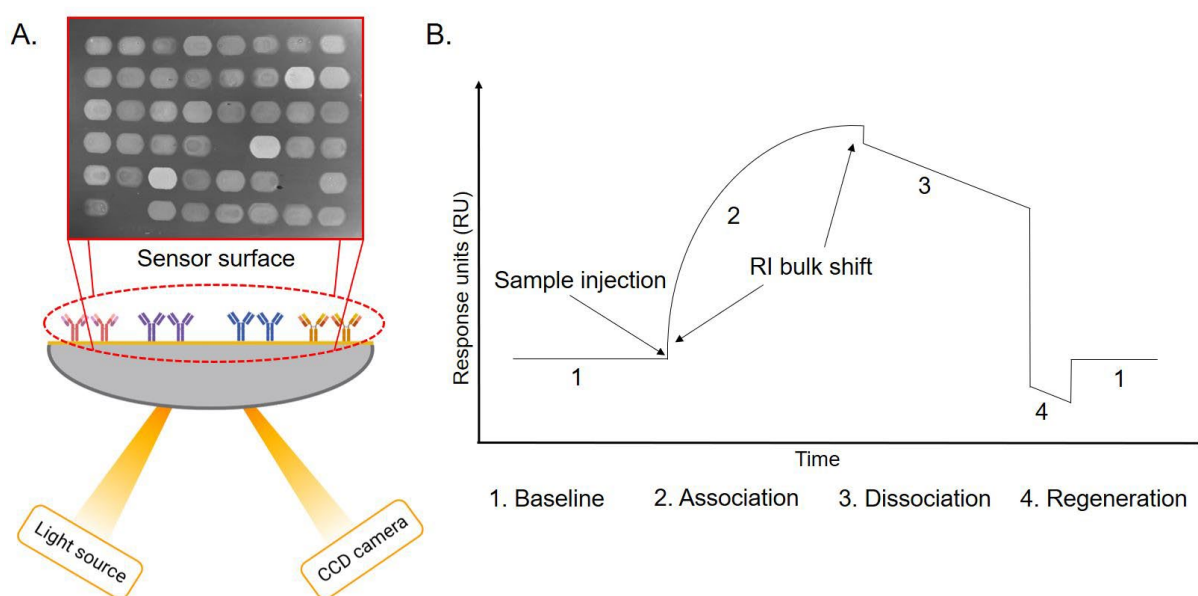 A.
Sensor surface
Light source
CCD camera
B.
Response units (RU)
Sample injection
RI bulk shift
1
2
3
4
1
Time
1. Baseline 2. Association 3. Dissociation 4. Regeneration